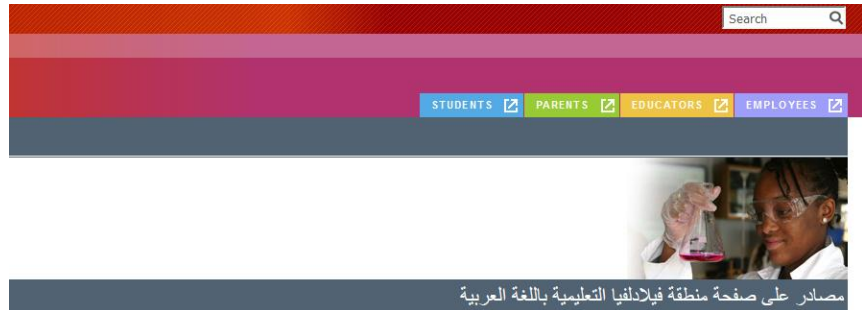 Search
STUDENTS PARENTS EDUCATORS EMPLOYEES
مصادر على صفحة منطقة فيلادلفيا التعليمية باللغة العربية